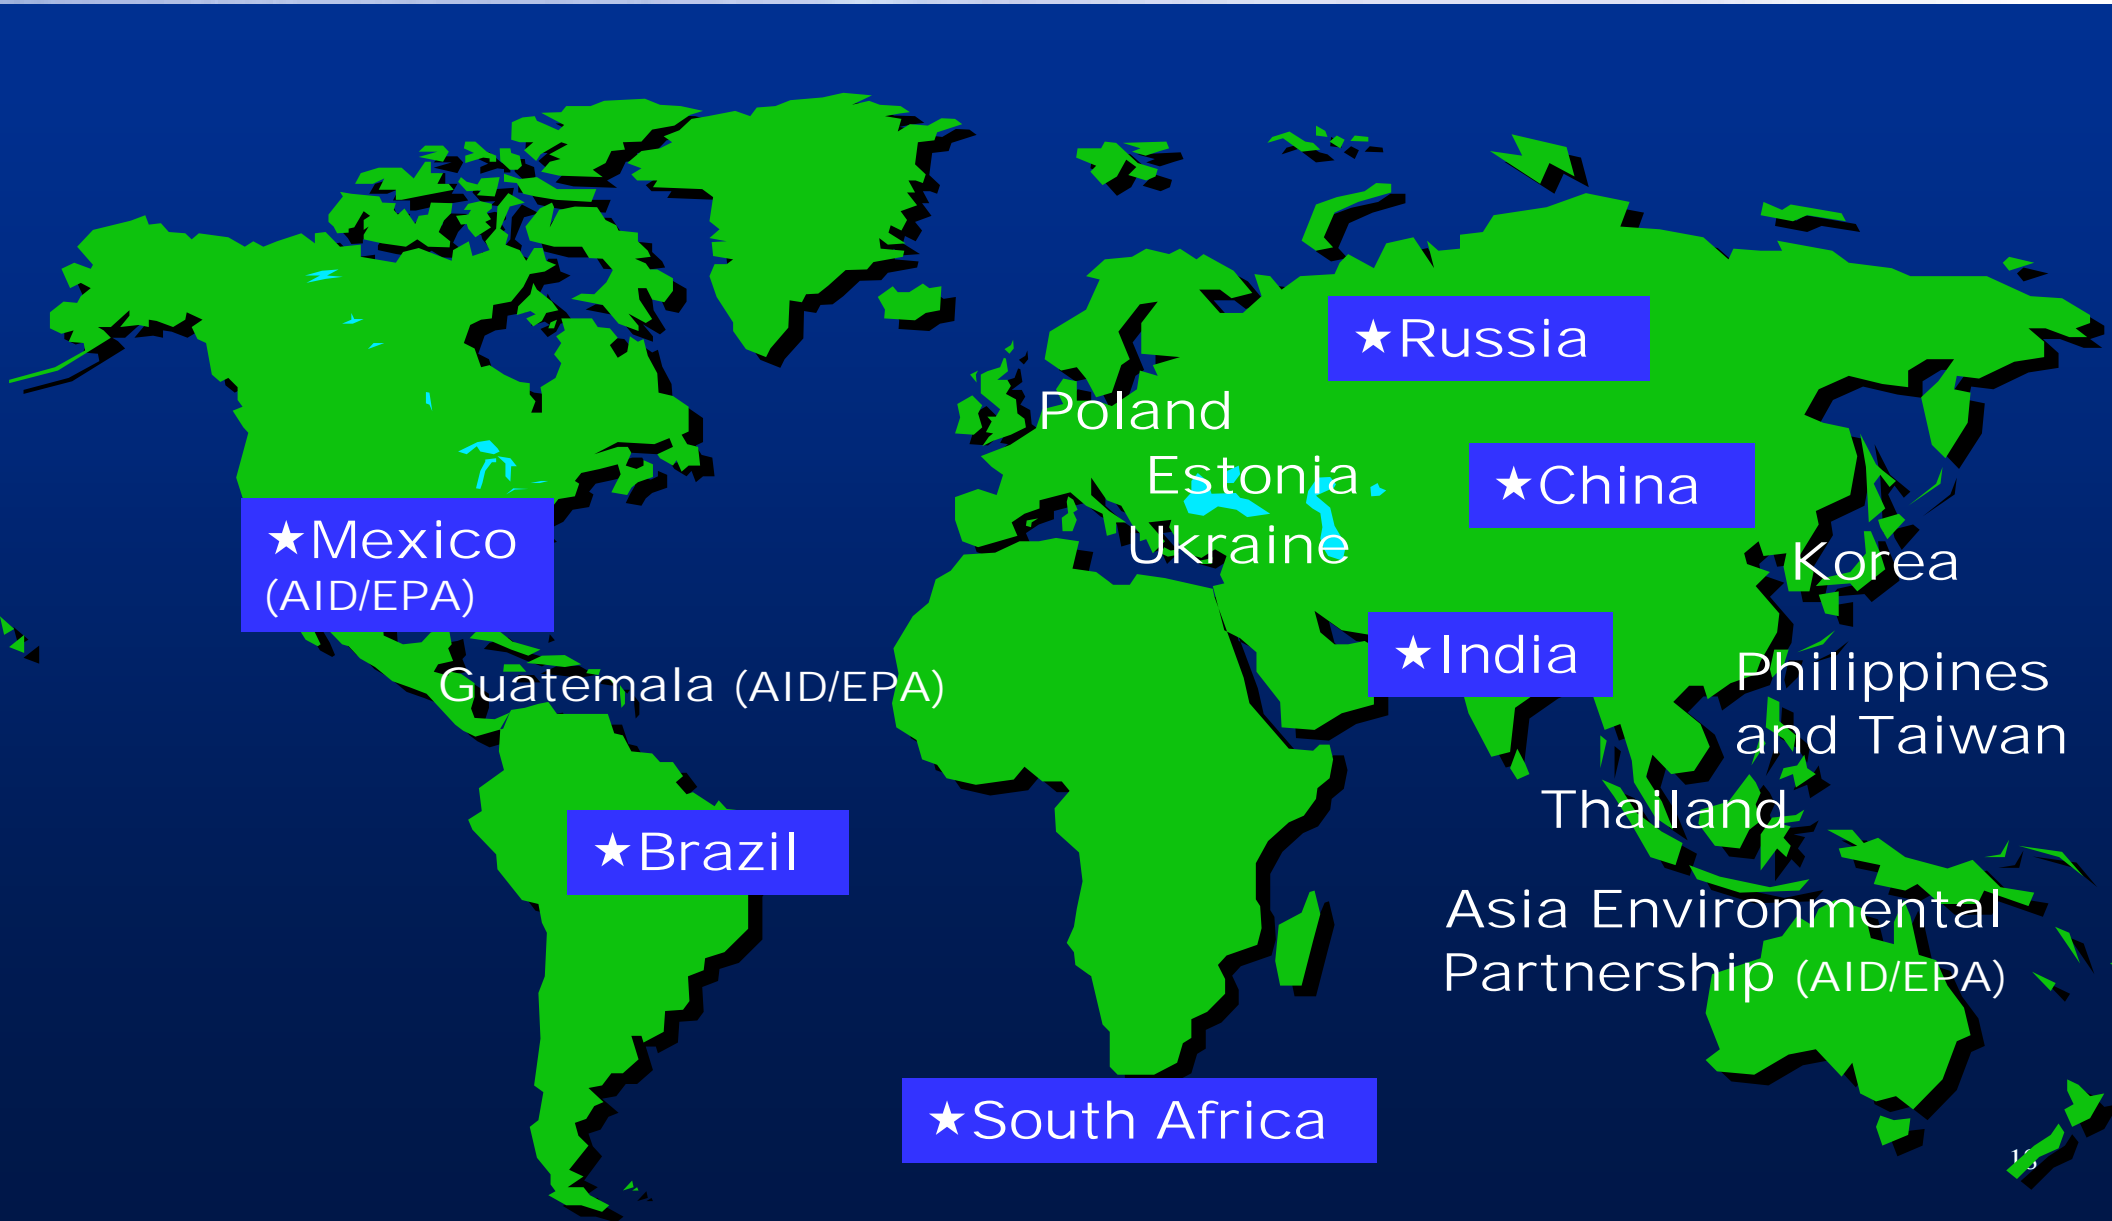 ★Russia
Poland
Estonia
★China
★Mexico
(AID/EPA)
Ukraine
Korea
★India
Guatemala (AID/EPA)
Philippines
and Taiwan
Thailand
★Brazil
Asia Environmental
Partnership (AID/EPA)
★South Africa
18